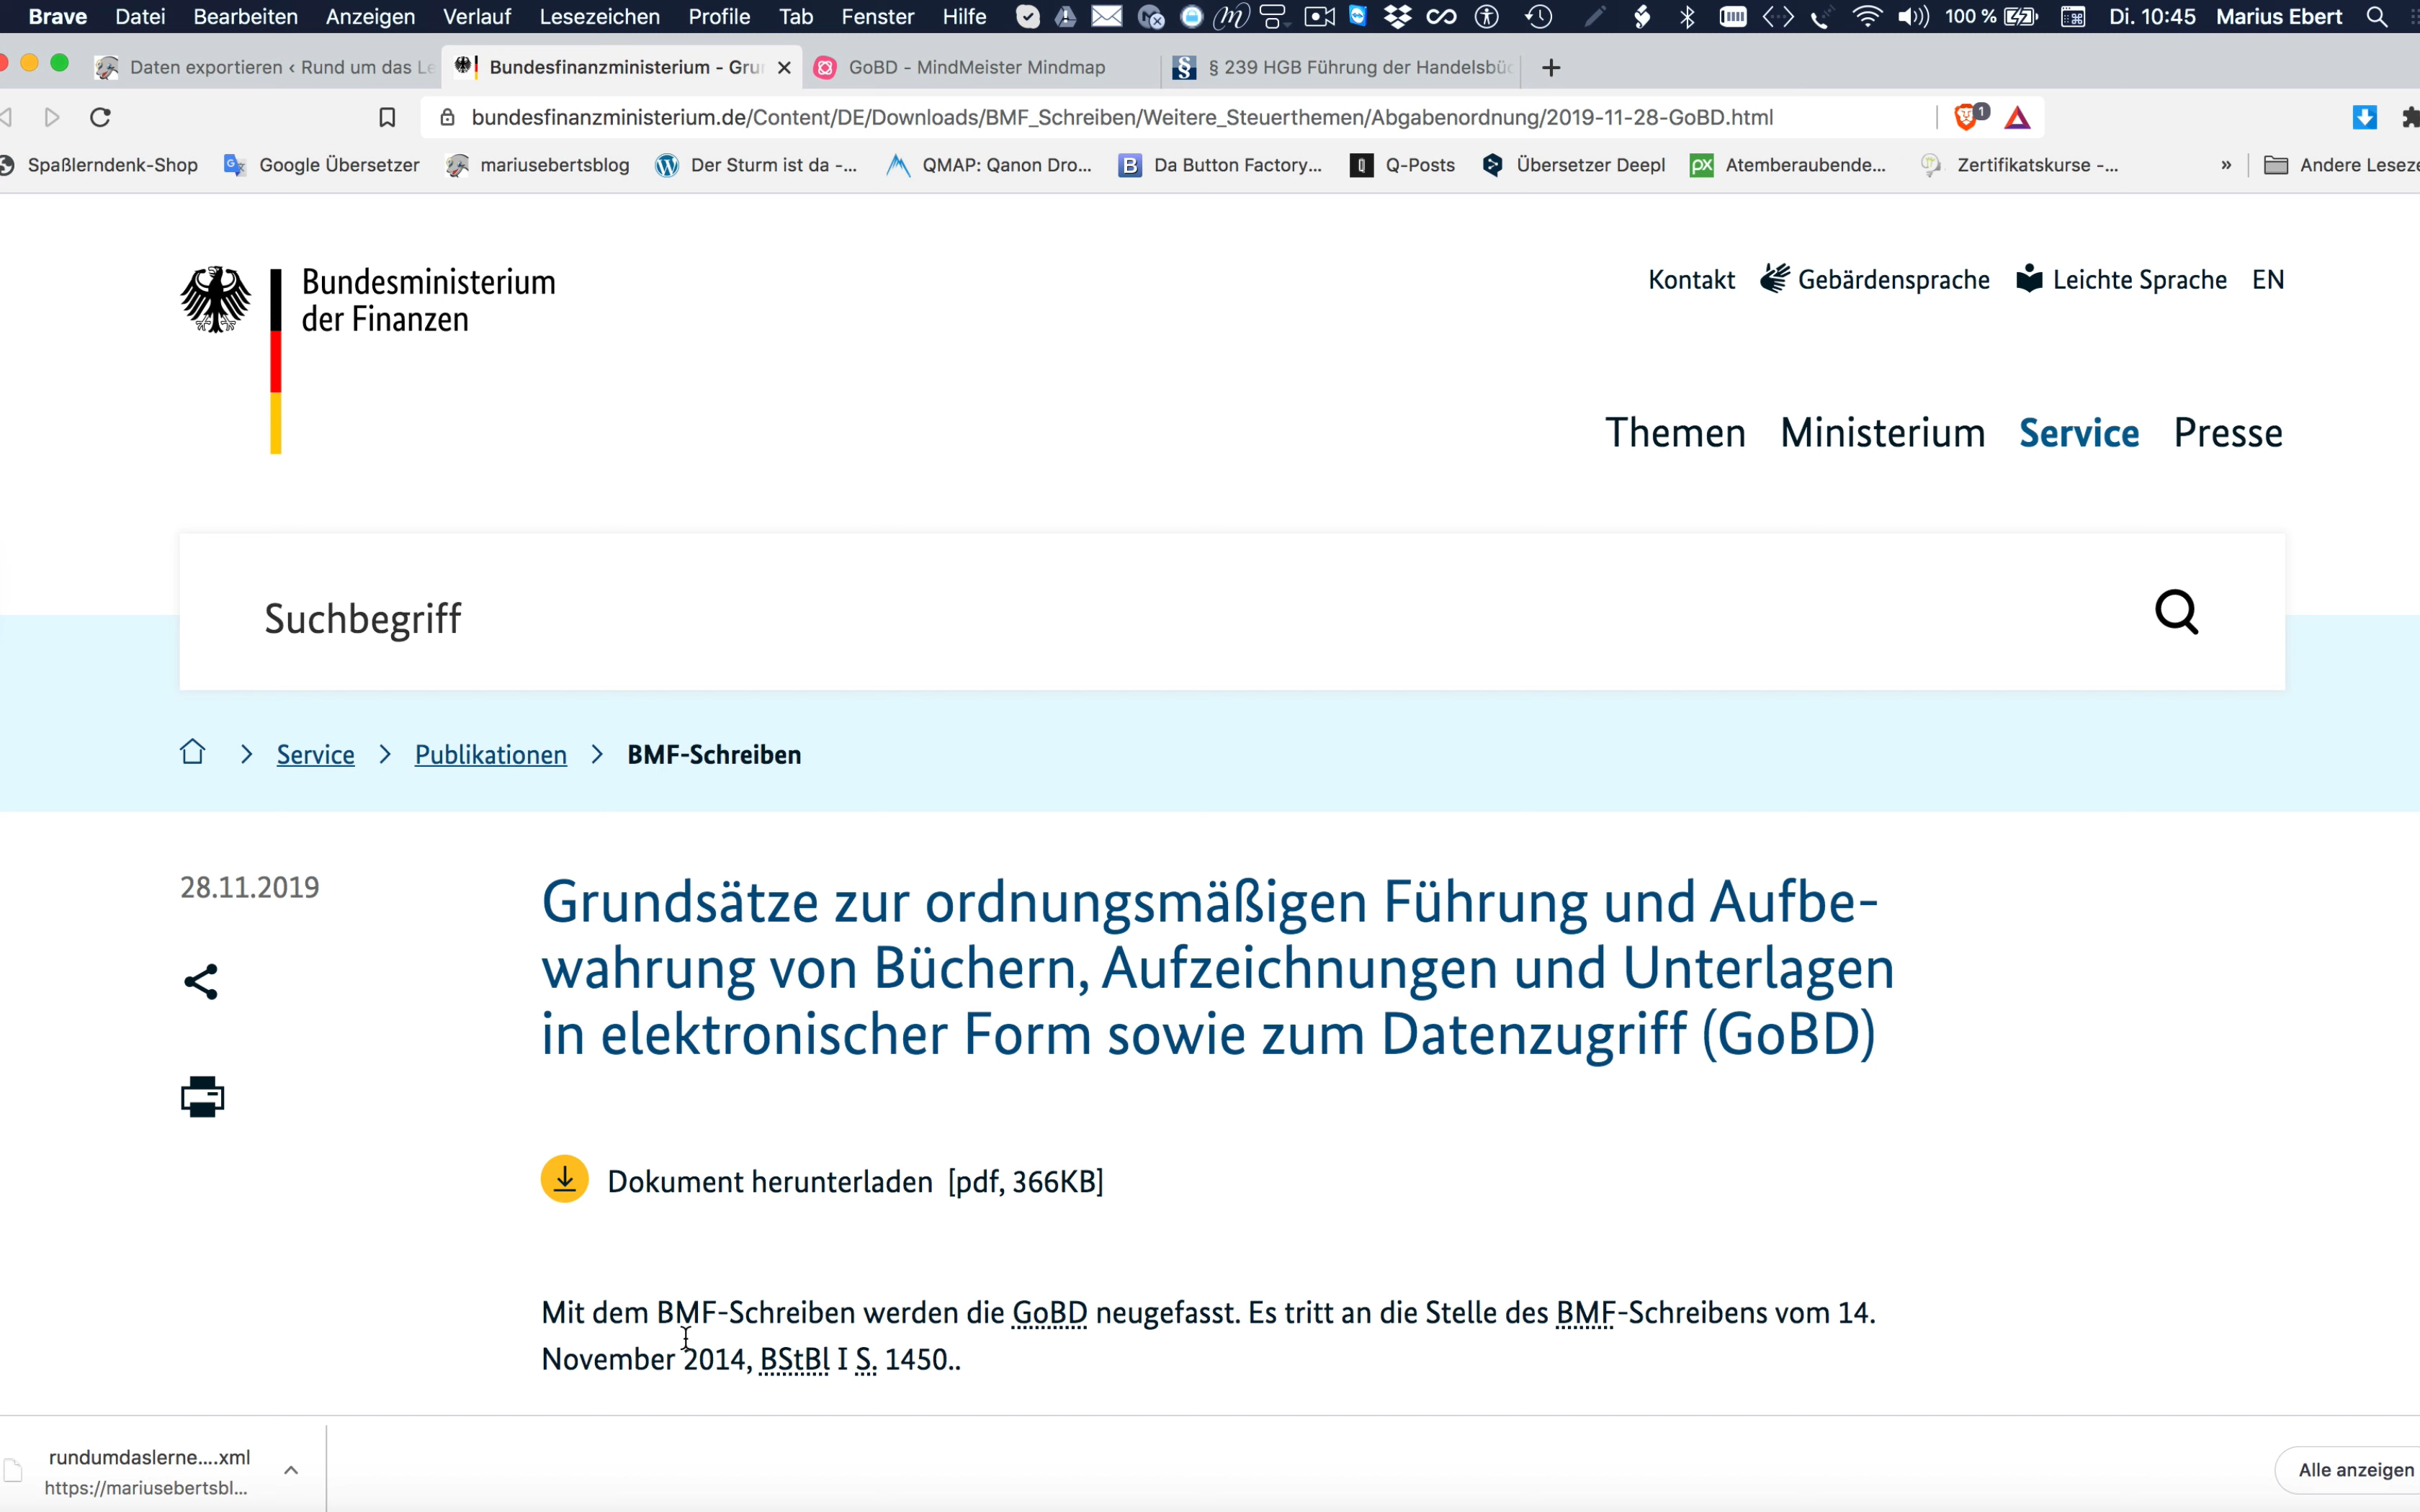 Brave Datei Bearbeiten Anzeigen Verlauf Lesezeichen Profile Tab Fenster Hilfe 100 % Di. 10:45 Marius Ebert
Daten exportieren ‹ Rund um das Le Bundesfinanzministerium - Gru GoBD - MindMeister Mindmap § 239 HGB Führung der Handelsbüc
bundesfinanzministerium.de/Content/DE/Downloads/BMF_Schreiben/Weitere_Steuerthemen/Abgabenordnung/2019-11-28-GoBD.html 1
Spaßlerndenk-Shop Google Übersetzer mariusebertsblog Der Sturm ist da -... QMAP: Qanon Dro... Da Button Factory... Q-Posts Übersetzer Deepl Atemberaubende... Zertifikatskurse -... » Andere Leseze
Bundesministerium
der Finanzen
Kontakt Gebärdensprache Leichte Sprache EN
Themen Ministerium Service Presse
Suchbegriff
Service Publikationen BMF-Schreiben
28.11.2019
Grundsätze zur ordnungsmäßigen Führung und Aufbe-
wahrung von Büchern, Aufzeichnungen und Unterlagen
in elektronischer Form sowie zum Datenzugriff (GoBD)
Dokument herunterladen [pdf, 366KB]
Mit dem BMF-Schreiben werden die GoBD neugefasst. Es tritt an die Stelle des BMF-Schreibens vom 14.
November 2014, BStBl I S. 1450..
rundumdaslerne....xml
https://mariusebertsbl...
Alle anzeigen